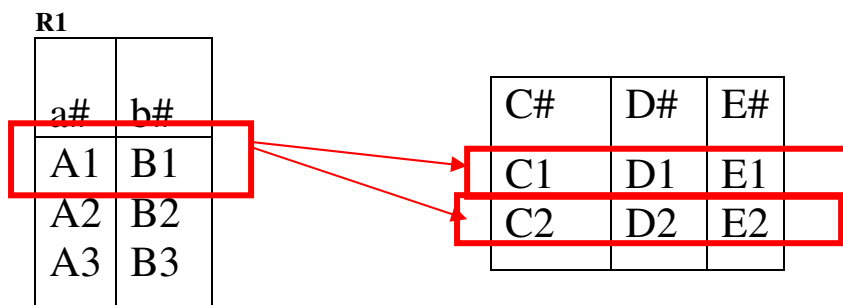 R1
a# b#
A1 B1
A2 B2
A3 B3
C# D# E#
C1 D1 E1
C2 D2 E2